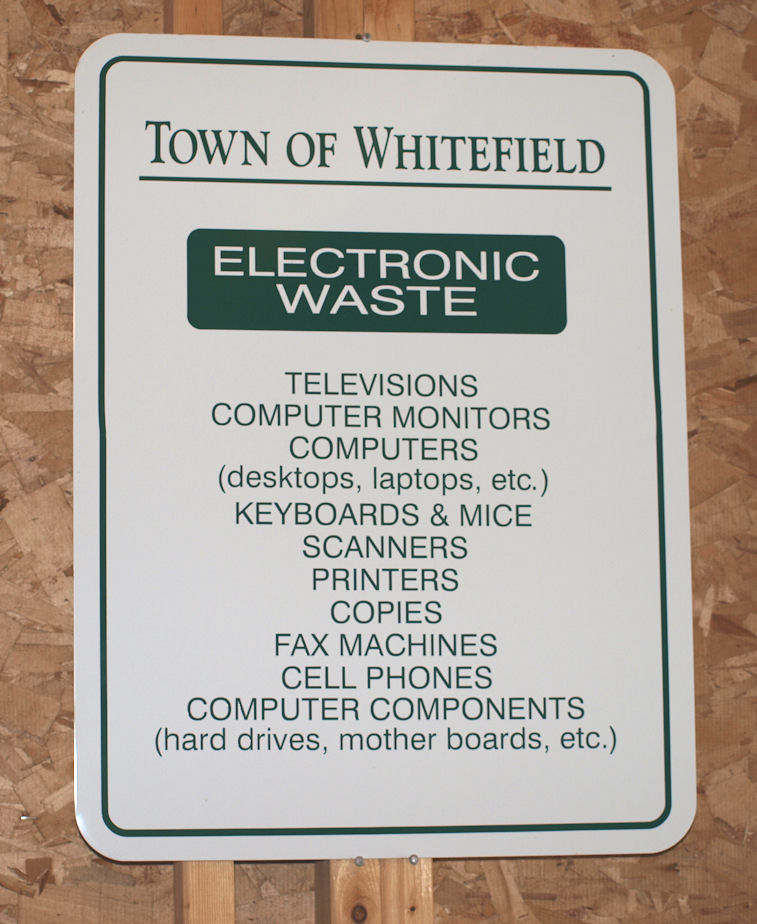 TOWN OF WHITEFIELD
ELECTRONIC
WASTE
TELEVISIONS
COMPUTER MONITORS
COMPUTERS
(desktops, laptops, etc.)
KEYBOARDS & MICE
SCANNERS
PRINTERS
COPIES
FAX MACHINES
CELL PHONES
COMPUTER COMPONENTS
(hard drives, mother boards, etc.)